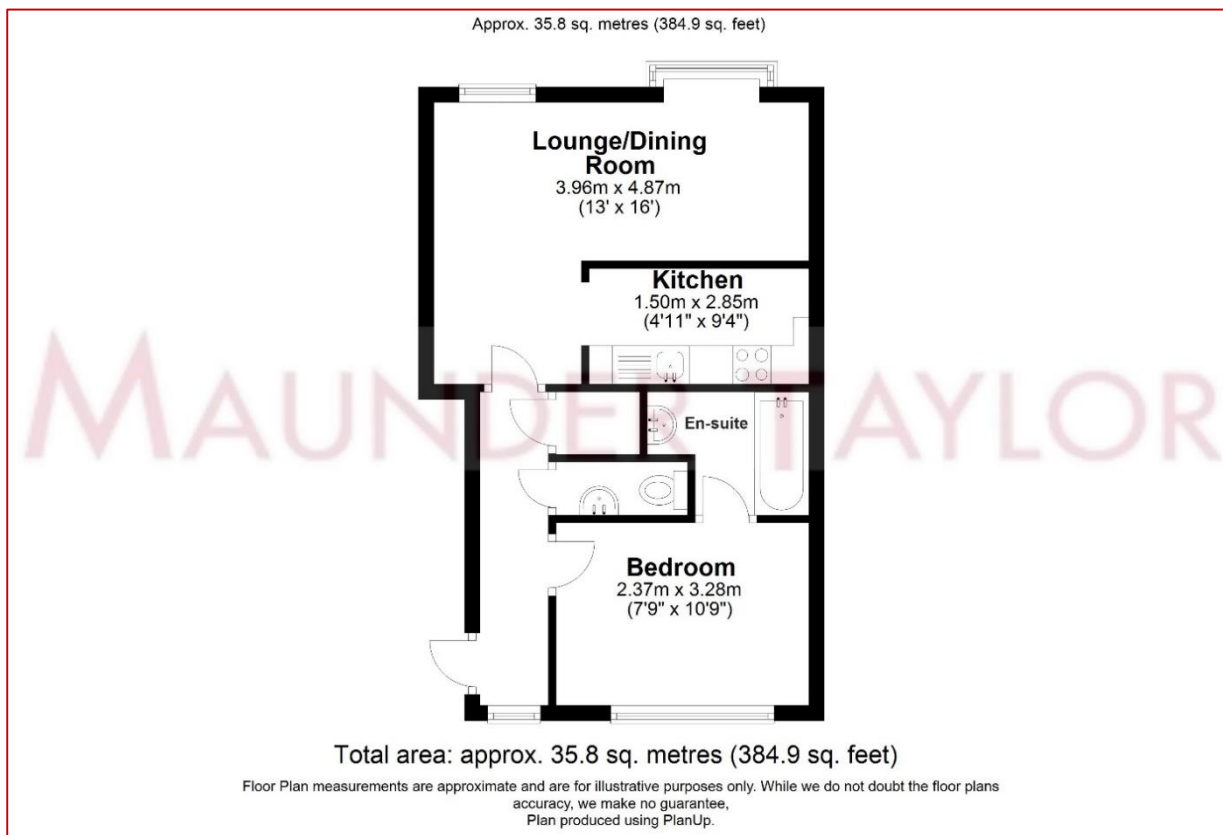 Approx. 35.8 sq. metres (384.9 sq. feet)
Lounge/Dining
Room
3.96m x 4.87m
(13' x 16')
Kitchen
1.50m x 2.85m
(4'11" x 9'4")
MAUNDER TAYLOR
En-suite
Bedroom
2.37m x 3.28m
(7'9" x 10'9")
Total area: approx. 35.8 sq. metres (384.9 sq. feet)
Floor Plan measurements are approximate and are for illustrative purposes only. While we do not doubt the floor plans
accuracy, we make no guarantee,
Plan produced using PlanUp.